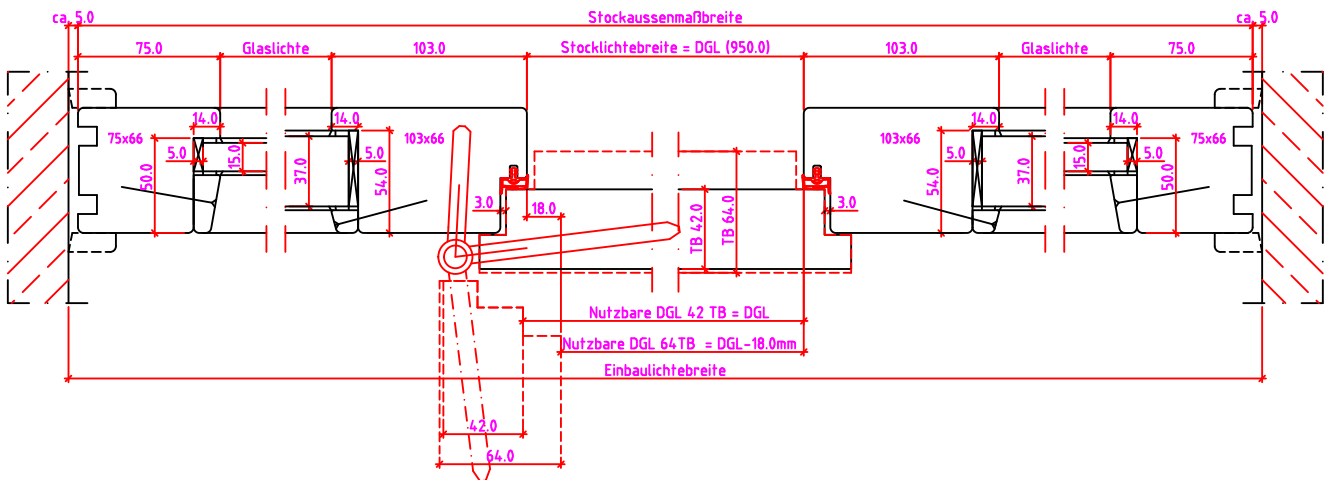 ca. 5.0 Stockaussenmaßbreite ca. 5.0
75.0 Glaslichte 103.0 Stocklichtebreite = DGL (950.0) 103.0 Glaslichte 75.0
14.0 14.0 14.0 14.0
75x66 103x66 103x66 75x66
5.0 15.0 5.0 5.0 15.0 5.0
50.0 37.0 54.0 54.0 37.0 50.0
3.0 18.0 3.0
TB 42.0 TB 64.0
Nutzbare DGL 42 TB = DGL
Nutzbare DGL 64TB = DGL-18.0mm
Einbaulichtebreite
42.0
64.0